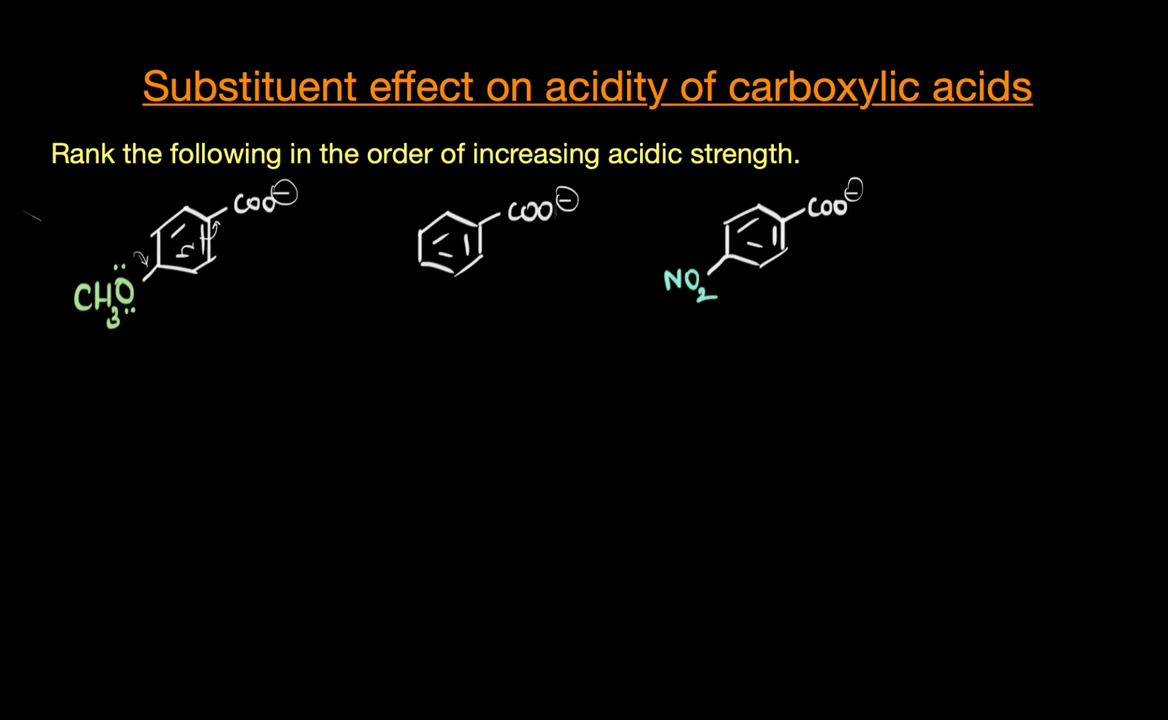 Substituent effect on acidity of carboxylic acids
Rank the following in the order of increasing acidic strength.
COO⊖ COO⊖ COO⊖
CH₃O NO₂